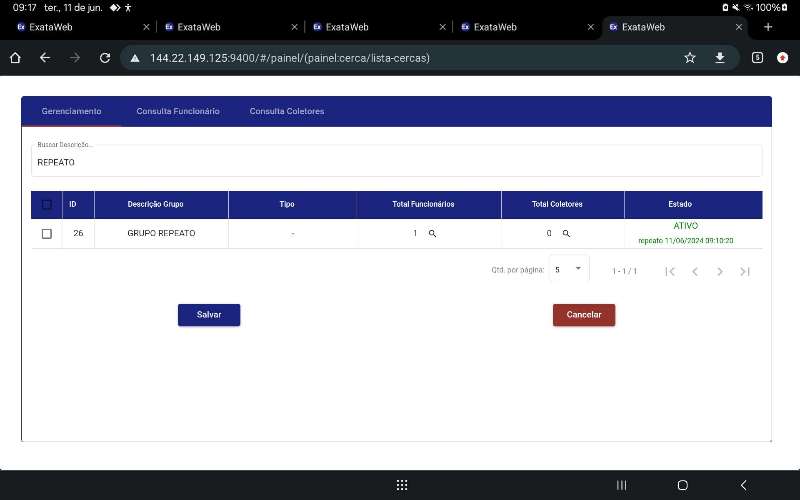 09:17 ter., 11 de jun. 100%
ExataWeb ExataWeb ExataWeb ExataWeb ExataWeb
144.22.149.125:9400/#/painel/(painel:cerca/lista-cercas) 5
Gerenciamento Consulta Funcionário Consulta Coletores
Buscar Descrição...
REPEATO
ID Descrição Grupo Tipo Total Funcionários Total Coletores Estado
26 GRUPO REPEATO - 1 0 ATIVO
repeato 11/06/2024 09:10:20
Qtd. por página: 5 1 - 1 / 1
Salvar Cancelar